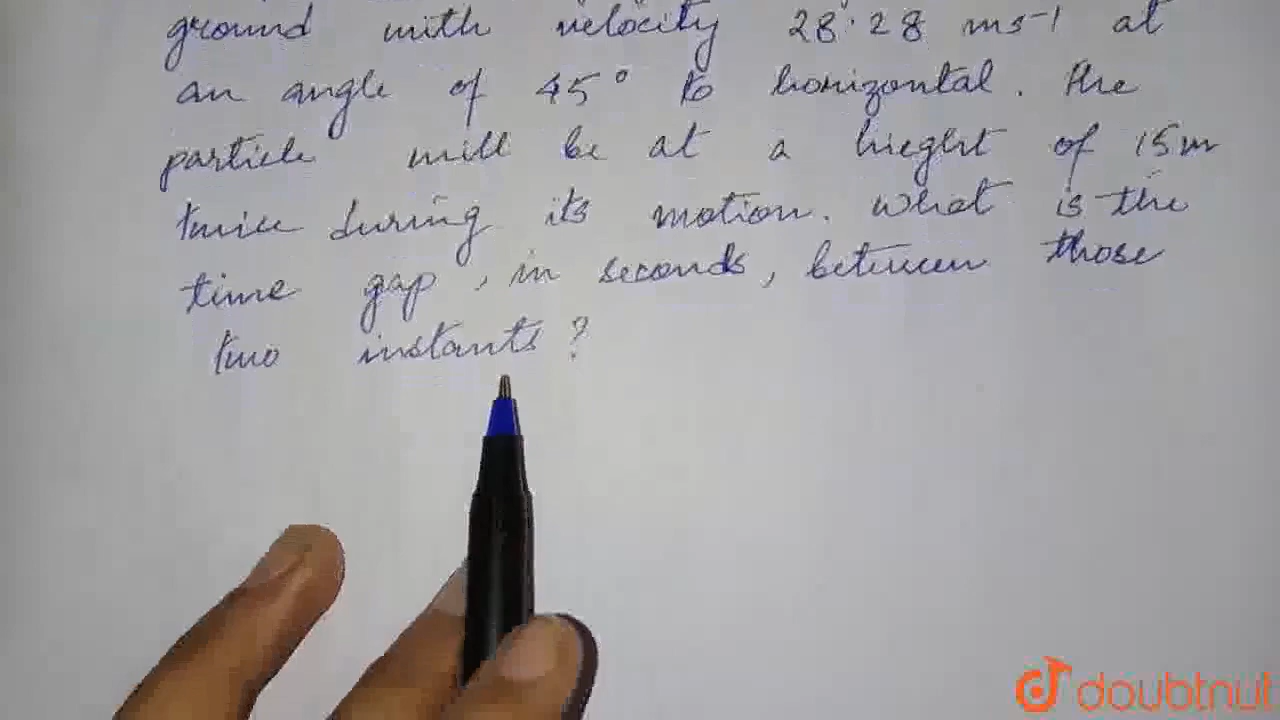 ground with velocity 28.28 ms-1 at
an angle of 45° to horizontal. The
particle will be at a hieght of 15m
twice during its motion. What is the
time gap, in seconds, between those
two instants?
doubtnut